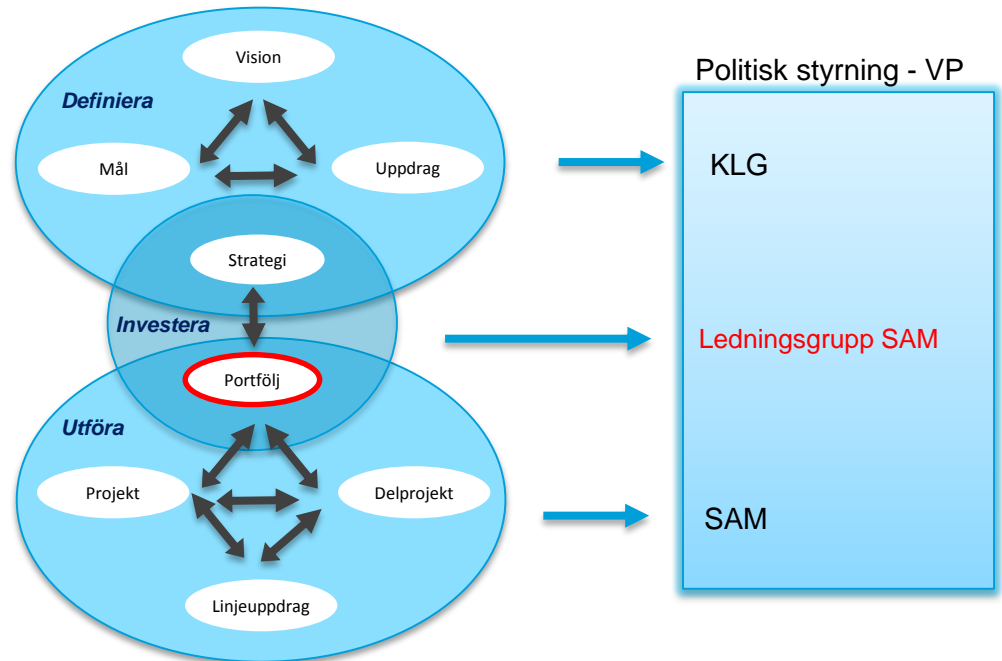 Vision
Definiera
Mål
Uppdrag
Strategi
Investera
Portfölj
Utföra
Projekt
Delprojekt
Linjeuppdrag
Politisk styrning - VP
KLG
Ledningsgrupp SAM
SAM